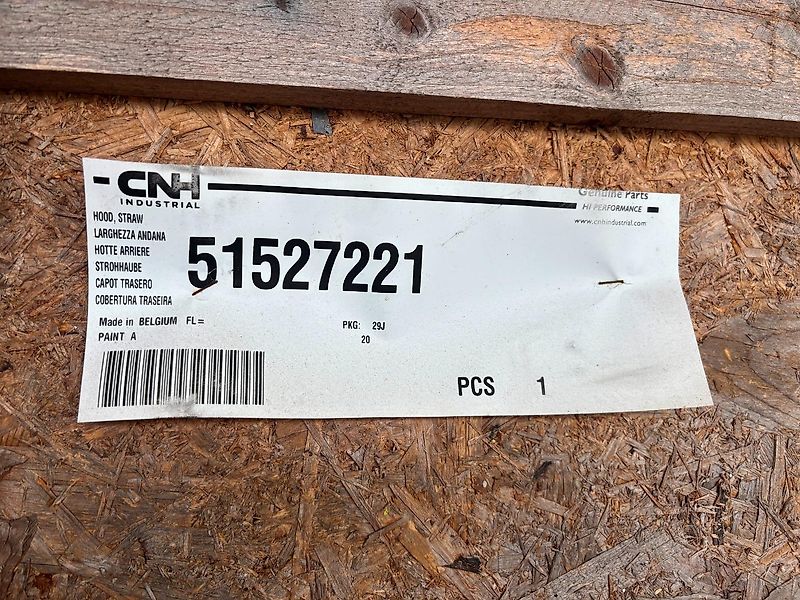 CNH
INDUSTRIAL
Genuine Parts
HI PERFORMANCE
www.cnhindustrial.com
HOOD, STRAW
LARGHEZZA ANDANA
HOTTE ARRIERE
STROHHAUBE
CAPOT TRASERO
COBERTURA TRASEIRA
51527221
Made in BELGIUM FL=
PAINT A
PKG: 29J
20
PCS 1